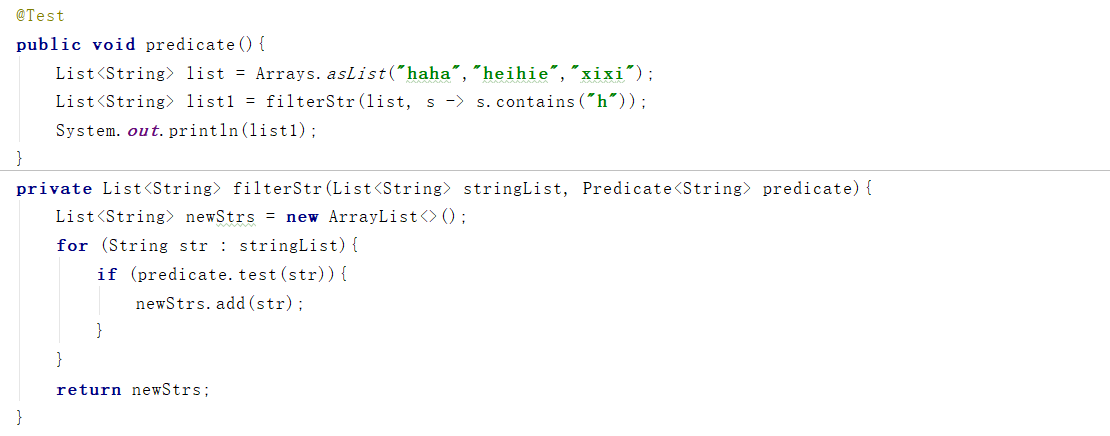 @Test
public void predicate(){
    List<String> list = Arrays.asList("haha","heihie","xixi");
    List<String> list1 = filterStr(list, s -> s.contains("h"));
    System.out.println(list1);
}
private List<String> filterStr(List<String> stringList, Predicate<String> predicate){
    List<String> newStrs = new ArrayList<>();
    for (String str : stringList){
        if (predicate.test(str)){
            newStrs.add(str);
        }
    }
    return newStrs;
}